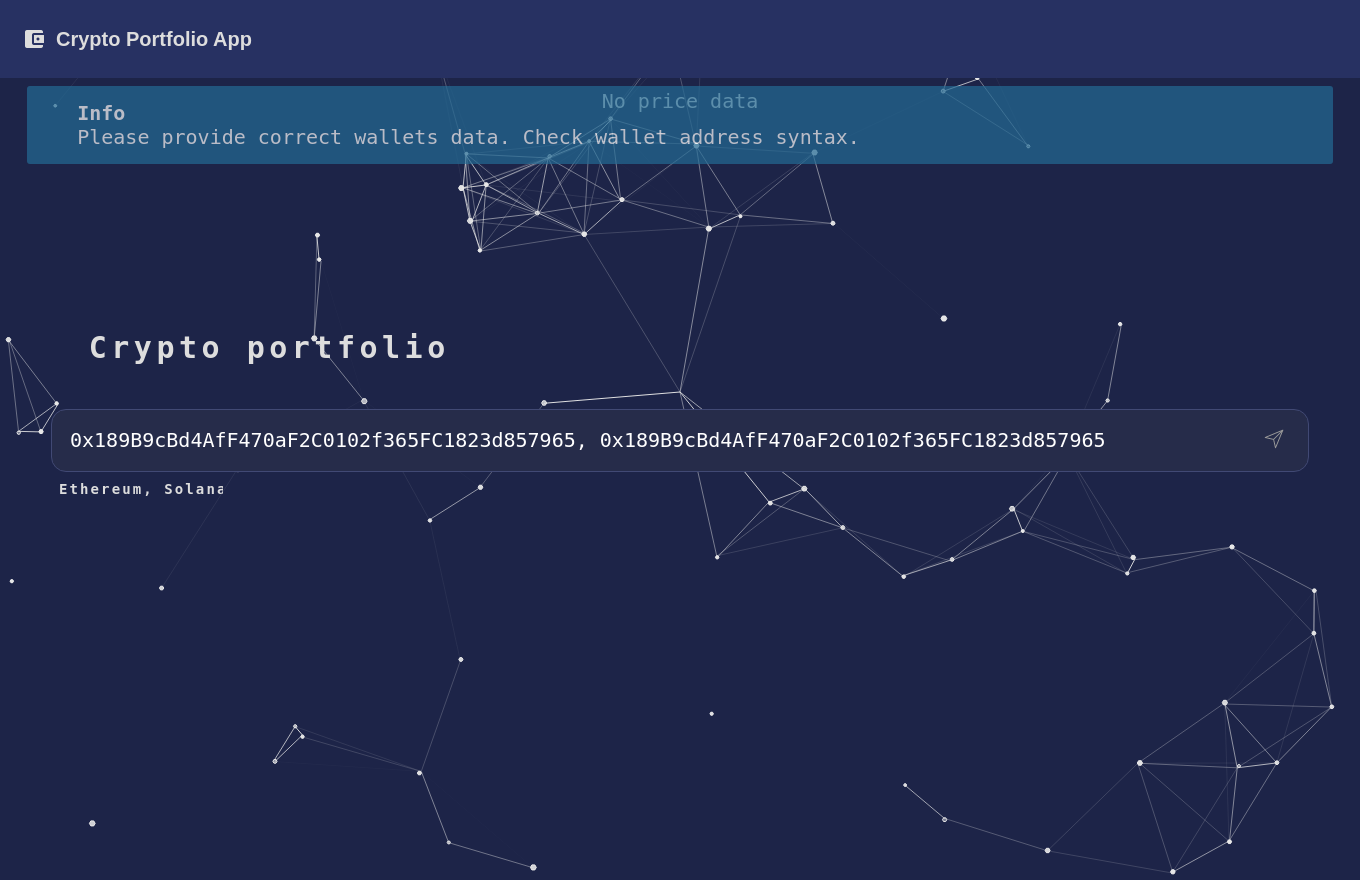 Crypto Portfolio App
No price data
Info
Please provide correct wallets data. Check wallet address syntax.
Crypto portfolio
0x189B9cBd4AfF470aF2C0102f365FC1823d857965, 0x189B9cBd4AfF470aF2C0102f365FC1823d857965
Ethereum, Solana